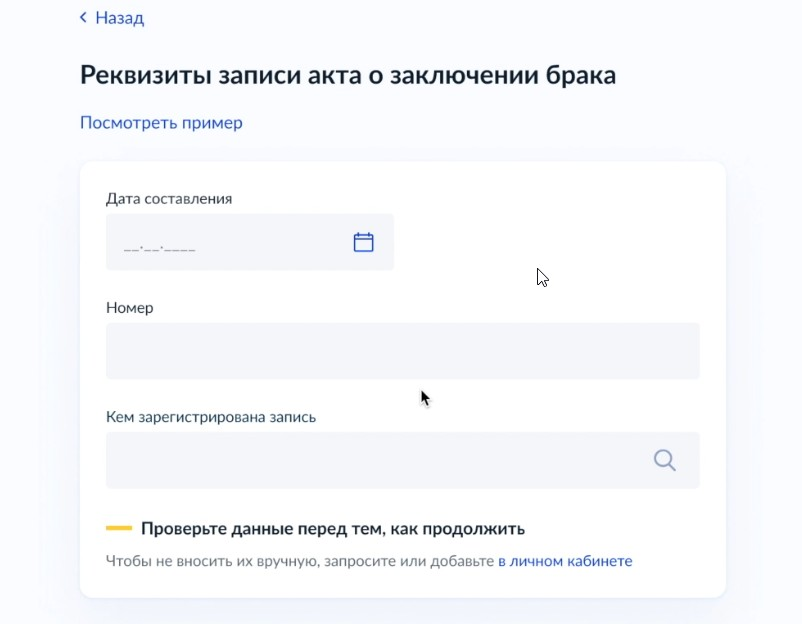 Назад
Реквизиты записи акта о заключении брака
Посмотреть пример
Дата составления
__.__.____
Номер
Кем зарегистрирована запись
Проверьте данные перед тем, как продолжить
Чтобы не вносить их вручную, запросите или добавьте в личном кабинете